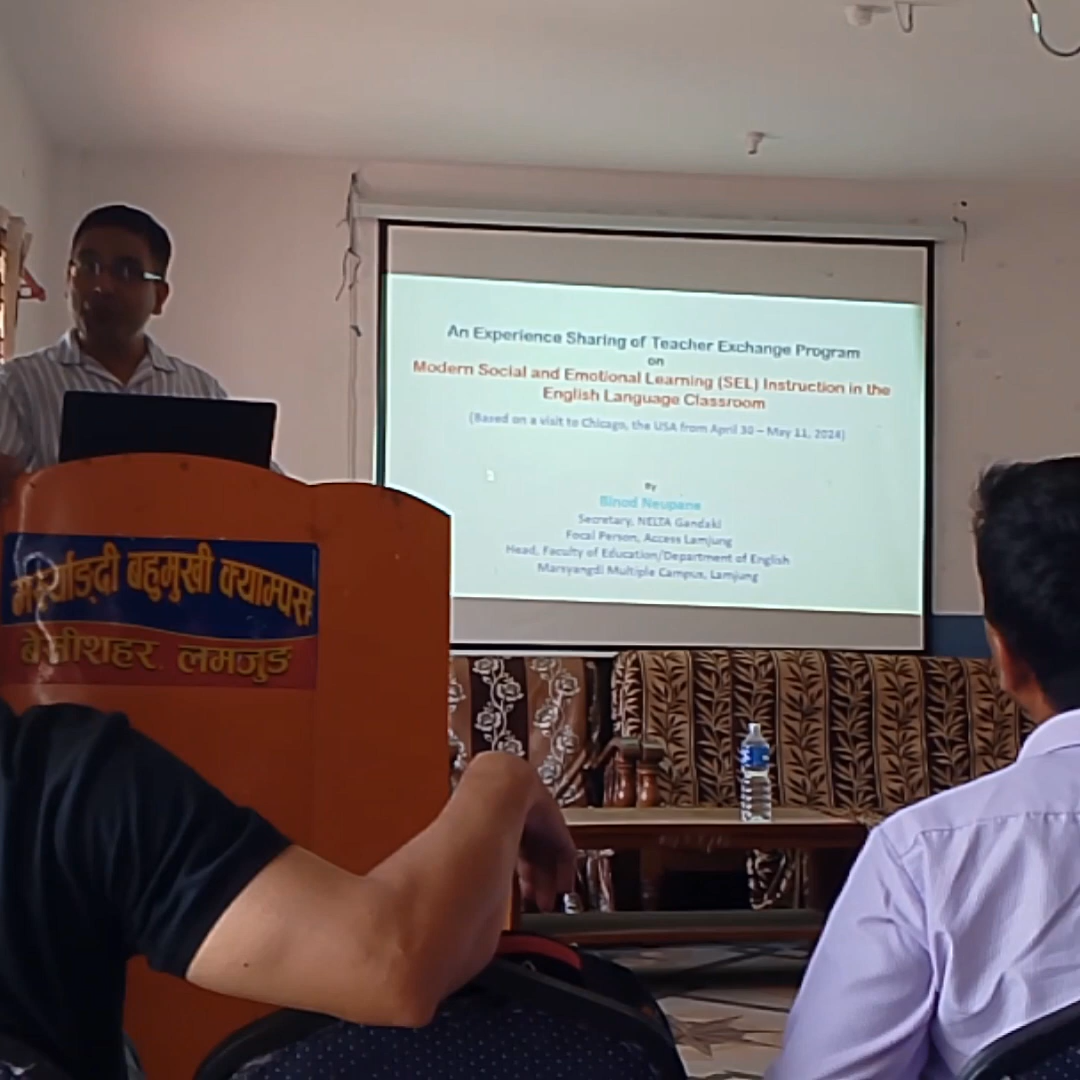 An Experience Sharing of Teacher Exchange Program
on
Modern Social and Emotional Learning (SEL) Instruction in the
English Language Classroom
(Based on a visit to Chicago, the USA from April 30 – May 11, 2024)
By
Binod Neupane
Secretary, NELTA Gandaki
Focal Person, Access Lamjung
Head, Faculty of Education/Department of English
Marsyangdi Multiple Campus, Lamjung
मर्स्याङ्दी बहुमुखी क्याम्पस
बेसीशहर लमजुङ